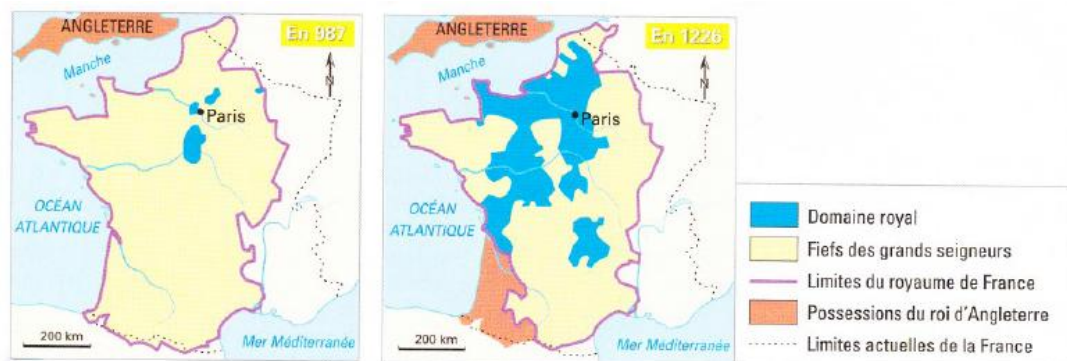 ANGLETERRE
En 987
Manche
N
Paris
OCÉAN
ATLANTIQUE
200 km
Mer Méditerranée
ANGLETERRE
En 1226
Manche
N
Paris
OCÉAN
ATLANTIQUE
200 km
Mer Méditerranée
Domaine royal
Fiefs des grands seigneurs
Limites du royaume de France
Possessions du roi d'Angleterre
Limites actuelles de la France